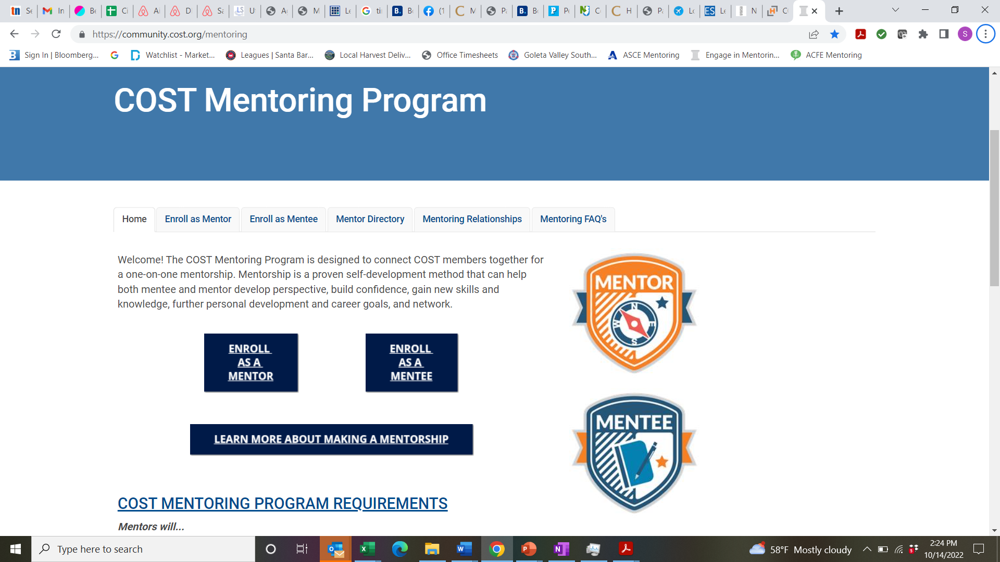 https://community.cost.org/mentoring
Sign In | Bloomberg... Watchlist - Market... Leagues | Santa Bar... Local Harvest Deliv... Office Timesheets Goleta Valley South... ASCE Mentoring Engage in Mentorin... ACFE Mentoring
COST Mentoring Program
Home Enroll as Mentor Enroll as Mentee Mentor Directory Mentoring Relationships Mentoring FAQ's
Welcome! The COST Mentoring Program is designed to connect COST members together for
a one-on-one mentorship. Mentorship is a proven self-development method that can help
both mentee and mentor develop perspective, build confidence, gain new skills and
knowledge, further personal development and career goals, and network.
MENTOR
N
E
S
W
ENROLL
AS A
MENTOR
ENROLL
AS A
MENTEE
LEARN MORE ABOUT MAKING A MENTORSHIP
MENTEE
COST MENTORING PROGRAM REQUIREMENTS
Mentors will...
Type here to search
58°F Mostly cloudy
2:24 PM
10/14/2022